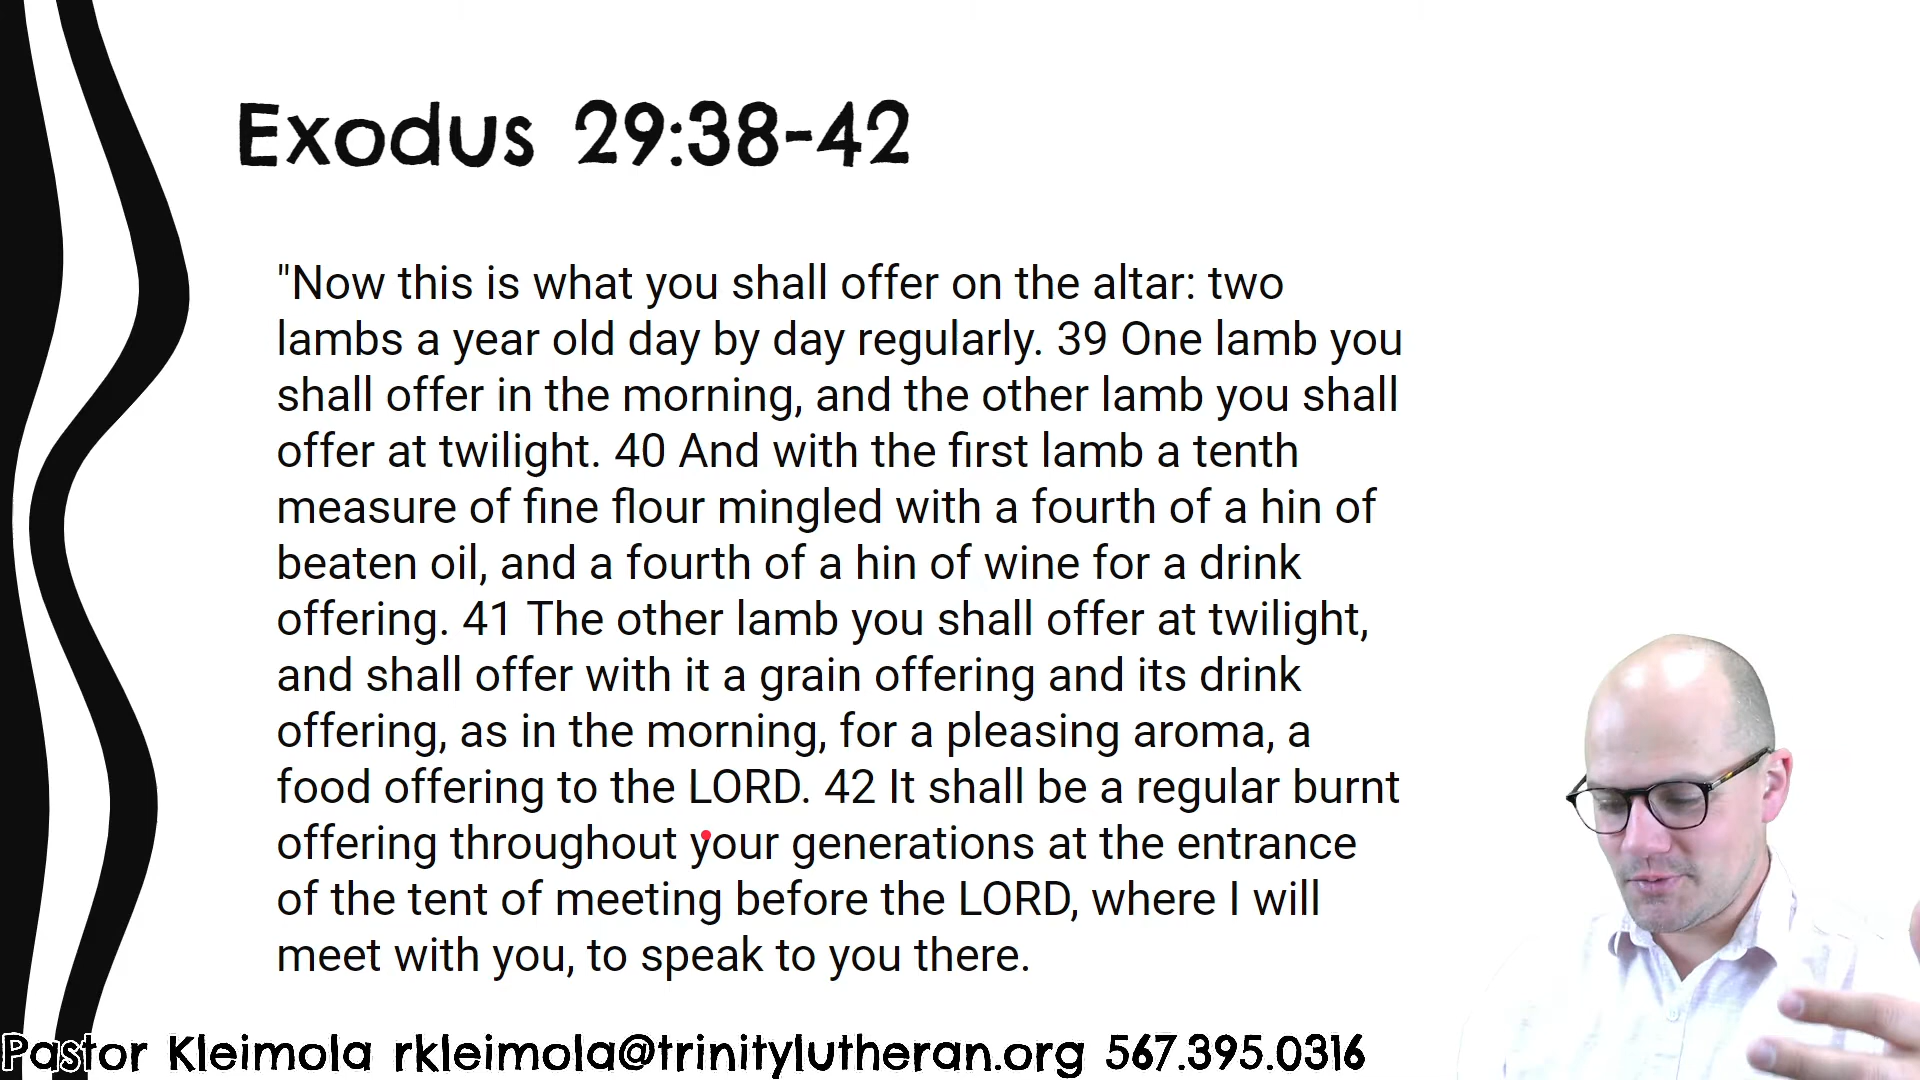 Exodus 29:38-42
"Now this is what you shall offer on the altar: two
lambs a year old day by day regularly. 39 One lamb you
shall offer in the morning, and the other lamb you shall
offer at twilight. 40 And with the first lamb a tenth
measure of fine flour mingled with a fourth of a hin of
beaten oil, and a fourth of a hin of wine for a drink
offering. 41 The other lamb you shall offer at twilight,
and shall offer with it a grain offering and its drink
offering, as in the morning, for a pleasing aroma, a
food offering to the LORD. 42 It shall be a regular burnt
offering throughout your generations at the entrance
of the tent of meeting before the LORD, where I will
meet with you, to speak to you there.
Pastor Kleimola rkleimola@trinitylutheran.org 567.395.0316